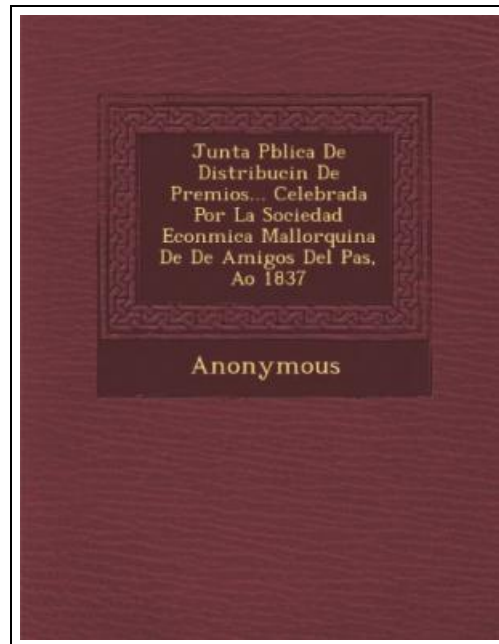 Junta Pblica De
Distribucin De
Premios... Celebrada
Por La Sociedad
Econmica Mallorquina
De De Amigos Del Pas,
Ao 1837
Anonymous